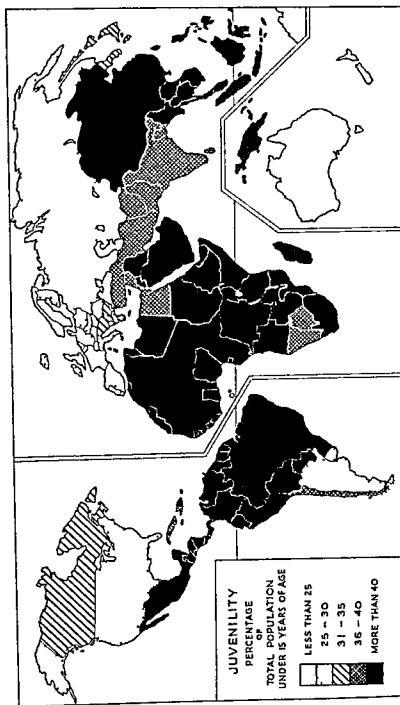 JUVENILITY
PERCENTAGE
OF
TOTAL POPULATION
UNDER 15 YEARS OF AGE
LESS THAN 25
25 - 30
31 - 35
36 - 40
MORE THAN 40